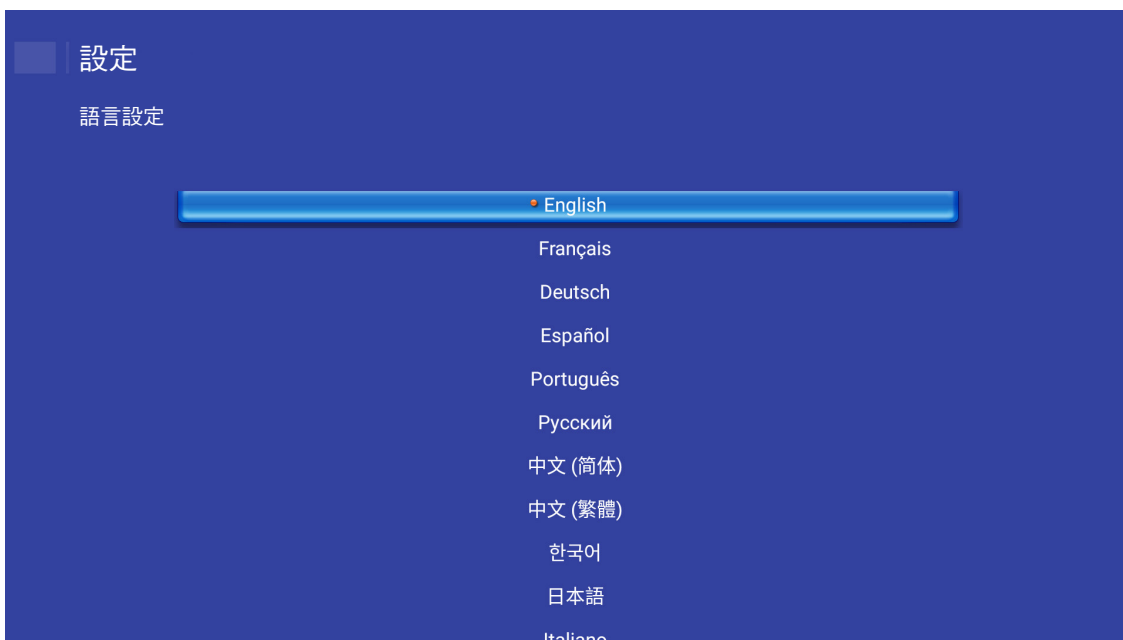 設定
語言設定
English
Français
Deutsch
Español
Português
Русский
中文 (简体)
中文 (繁體)
한국어
日本語
Italiano